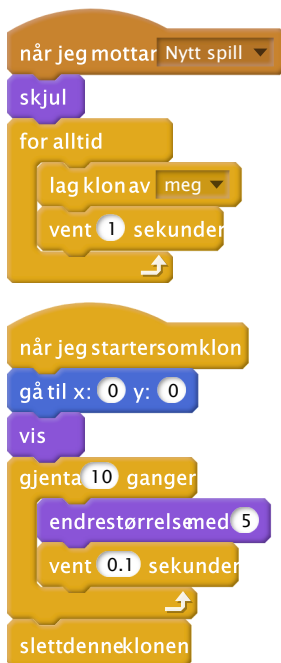 når jeg mottar Nytt spill
skjul
for alltid
lag klon av meg
vent 1 sekunder
når jeg starter som klon
gå til x: 0 y: 0
vis
gjenta 10 ganger
endre størrelse med 5
vent 0.1 sekunder
slett denne klonen